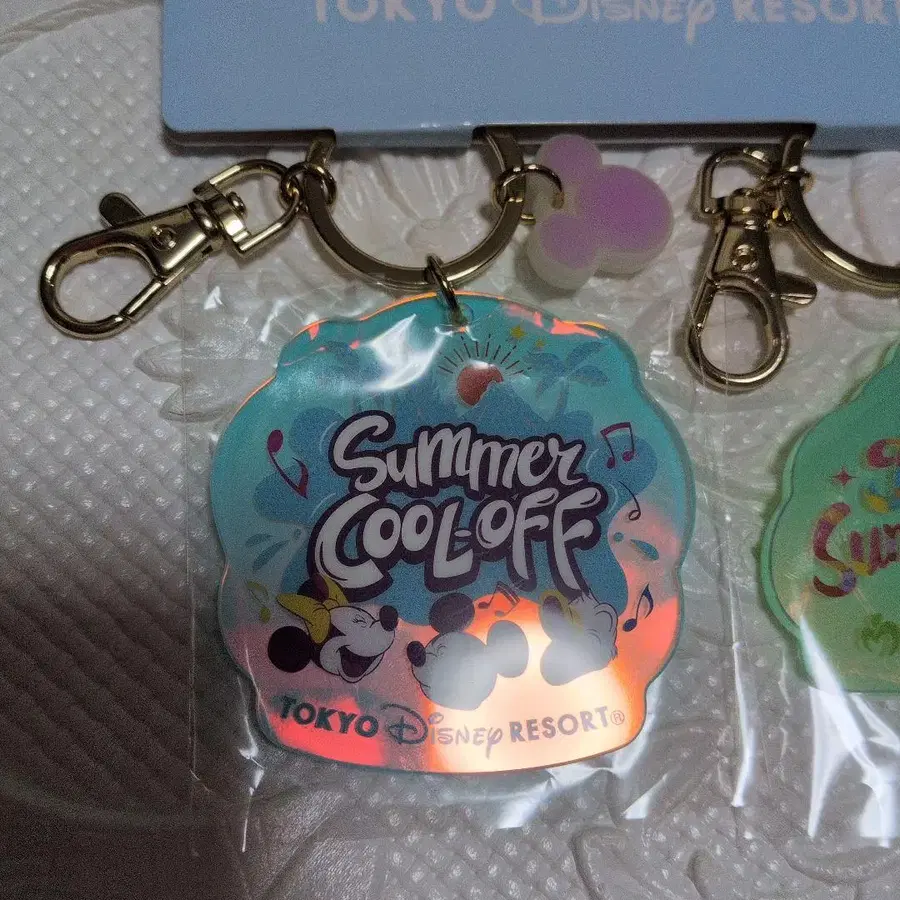 TOKYO Disney RESORT
Summer
COOL-OFF
TOKYO Disney RESORT®